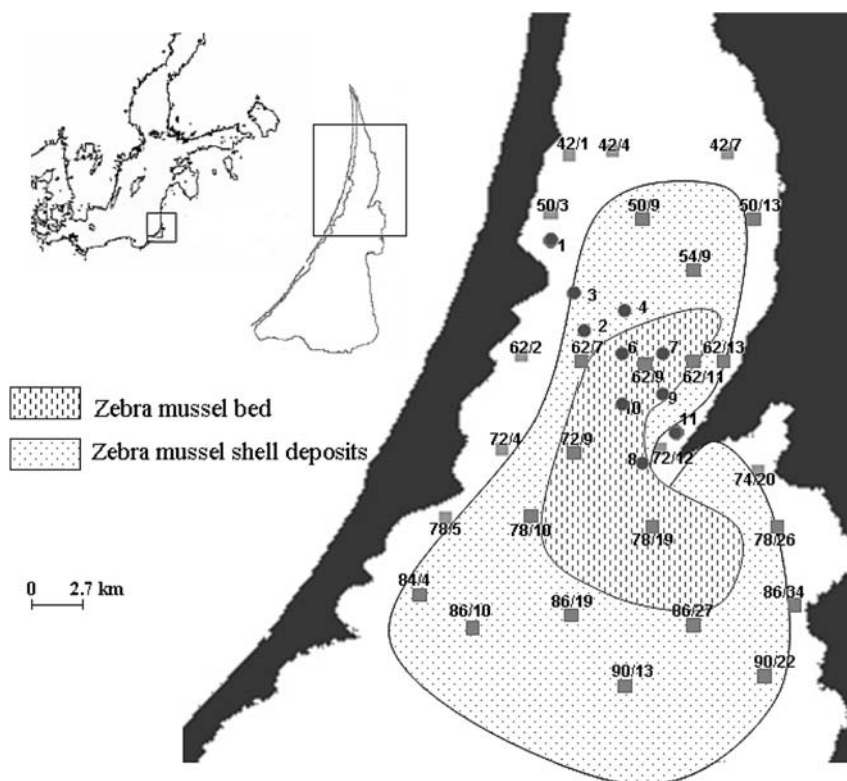 42/1 42/4 42/7
50/3 50/9 50/13
1
54/9
3 4
2
62/2 62/7 6 7 62/13
62/9 62/11
Zebra mussel bed
9
10
11
Zebra mussel shell deposits
72/4 72/9 8 72/12
74/20
78/5 78/10 78/19 78/26
0 2.7 km
84/4 86/34
86/10 86/19 86/27
90/13 90/22